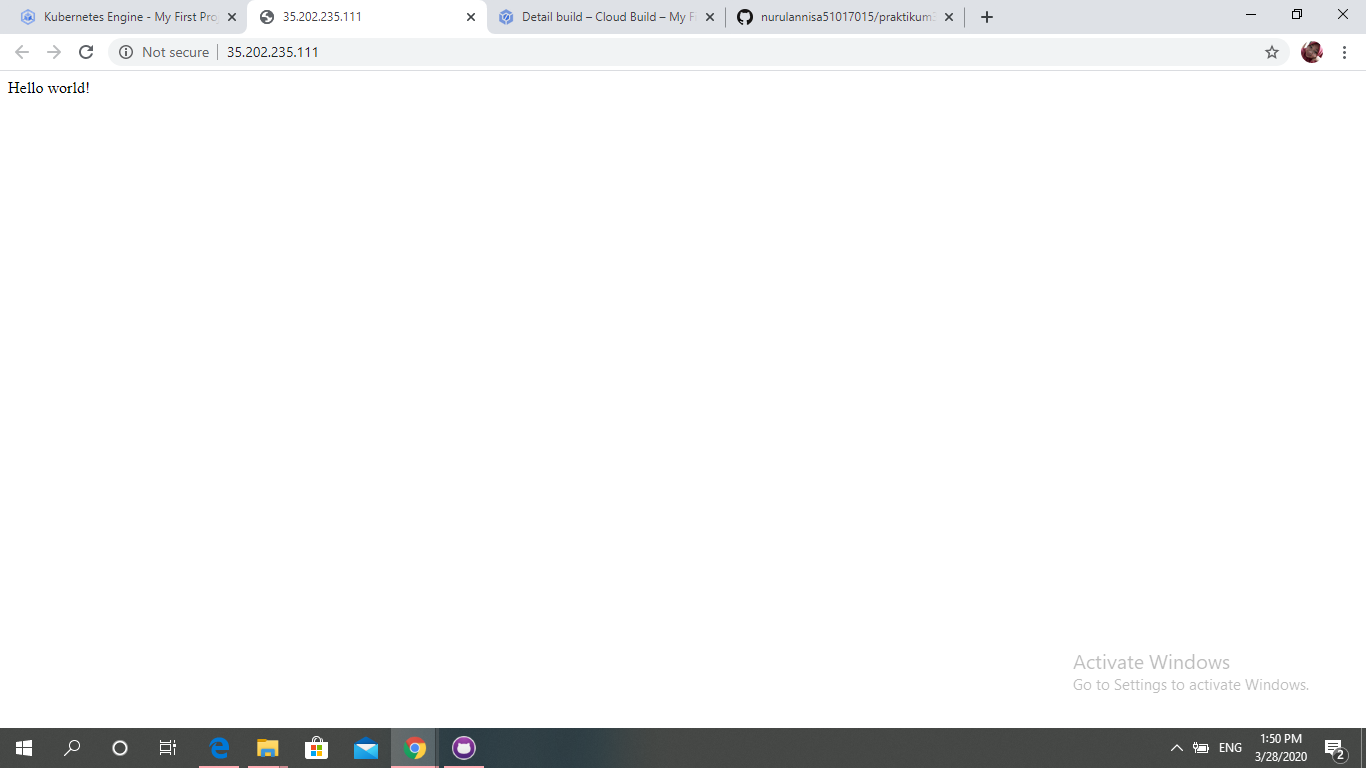 Kubernetes Engine - My First Pro
35.202.235.111
Detail build – Cloud Build – My F
nurulannisa51017015/praktikum
Not secure
35.202.235.111
Hello world!
Activate Windows
Go to Settings to activate Windows.
ENG
1:50 PM
3/28/2020
2